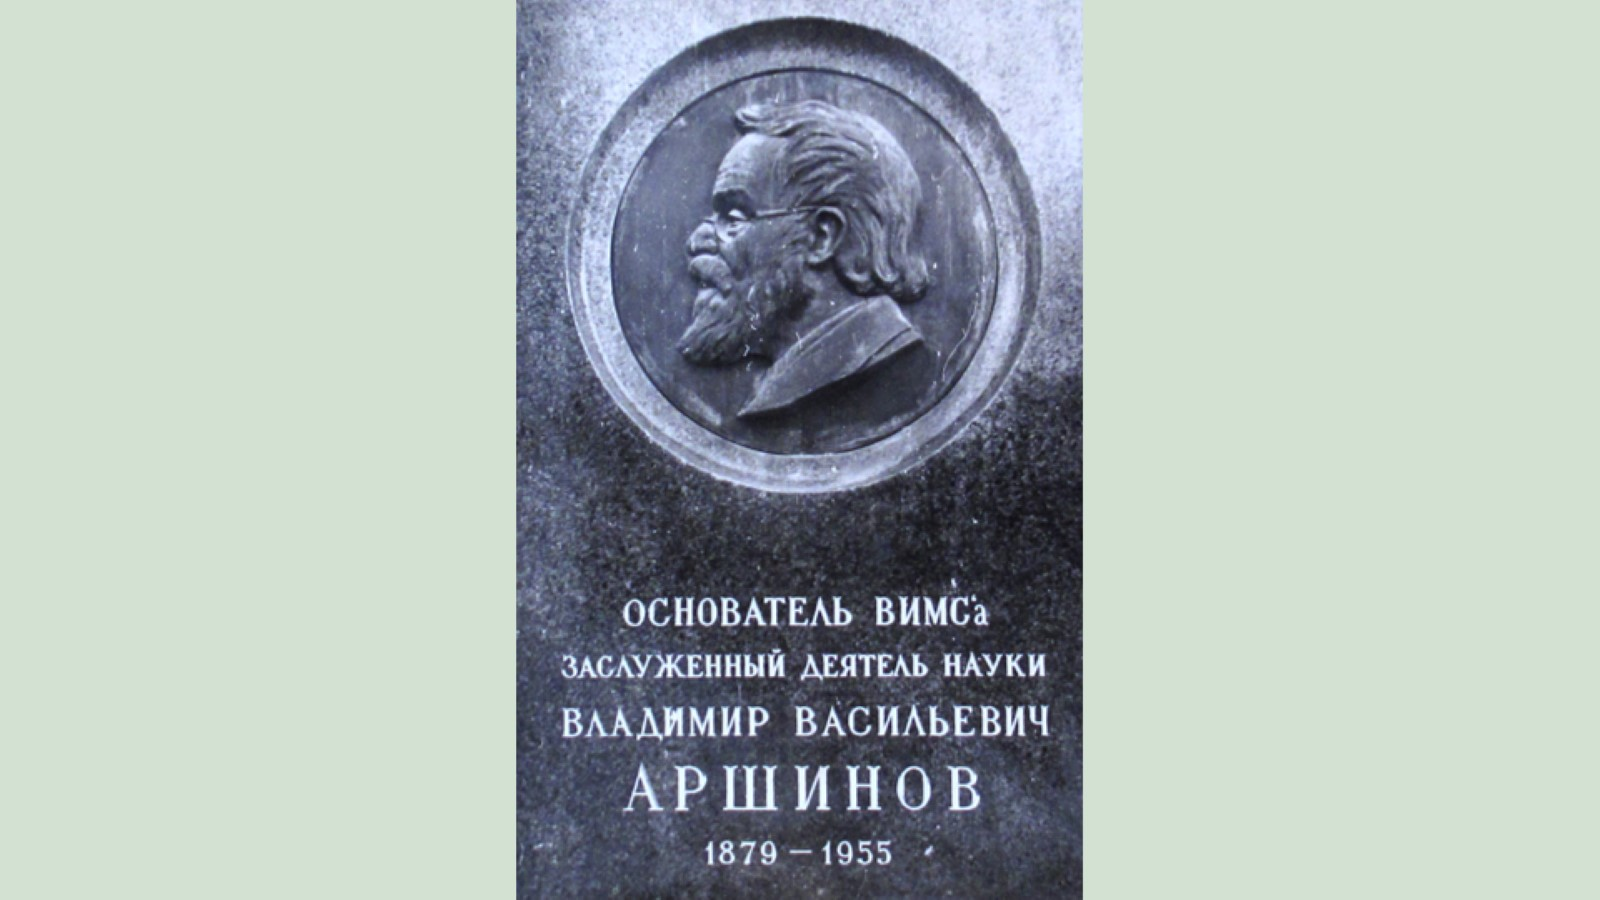 ОСНОВАТЕЛЬ ВИМС'а
ЗАСЛУЖЕННЫЙ ДЕЯТЕЛЬ НАУКИ
ВЛАДИМИР ВАСИЛЬЕВИЧ
АРШИНОВ
1879 – 1955